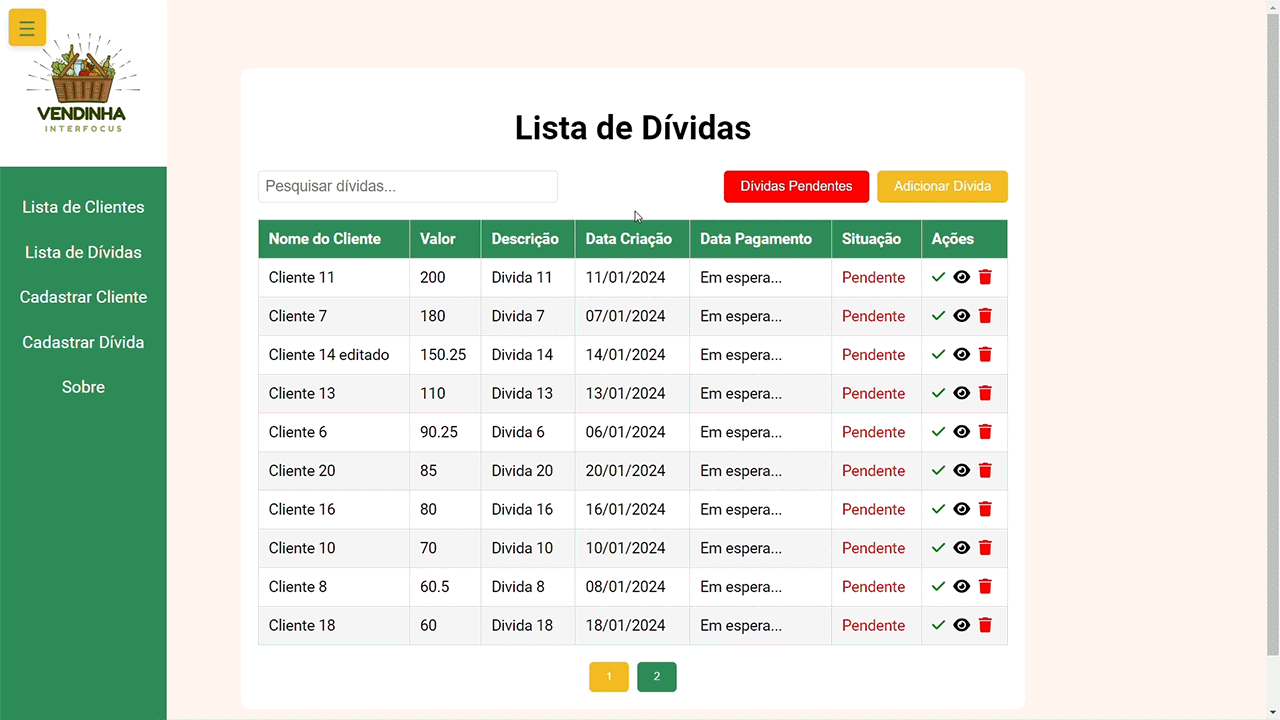 VENDINHA
INTERFOCUS
Lista de Clientes
Lista de Dívidas
Cadastrar Cliente
Cadastrar Dívida
Sobre
Lista de Dívidas
Pesquisar dívidas... Dívidas Pendentes Adicionar Dívida
Nome do Cliente Valor Descrição Data Criação Data Pagamento Situação Ações
Cliente 11 200 Divida 11 11/01/2024 Em espera... Pendente
Cliente 7 180 Divida 7 07/01/2024 Em espera... Pendente
Cliente 14 editado 150.25 Divida 14 14/01/2024 Em espera... Pendente
Cliente 13 110 Divida 13 13/01/2024 Em espera... Pendente
Cliente 6 90.25 Divida 6 06/01/2024 Em espera... Pendente
Cliente 20 85 Divida 20 20/01/2024 Em espera... Pendente
Cliente 16 80 Divida 16 16/01/2024 Em espera... Pendente
Cliente 10 70 Divida 10 10/01/2024 Em espera... Pendente
Cliente 8 60.5 Divida 8 08/01/2024 Em espera... Pendente
Cliente 18 60 Divida 18 18/01/2024 Em espera... Pendente
1 2